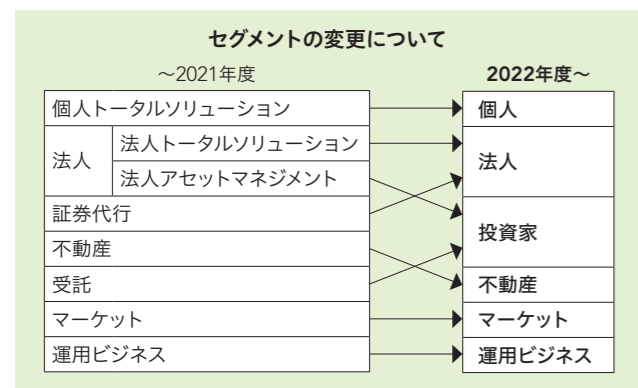 セグメントの変更について
～2021年度
2022年度～
個人トータルソリューション
法人
法人トータルソリューション
法人アセットマネジメント
証券代行
不動産
受託
マーケット
運用ビジネス
個人
法人
投資家
不動産
マーケット
運用ビジネス